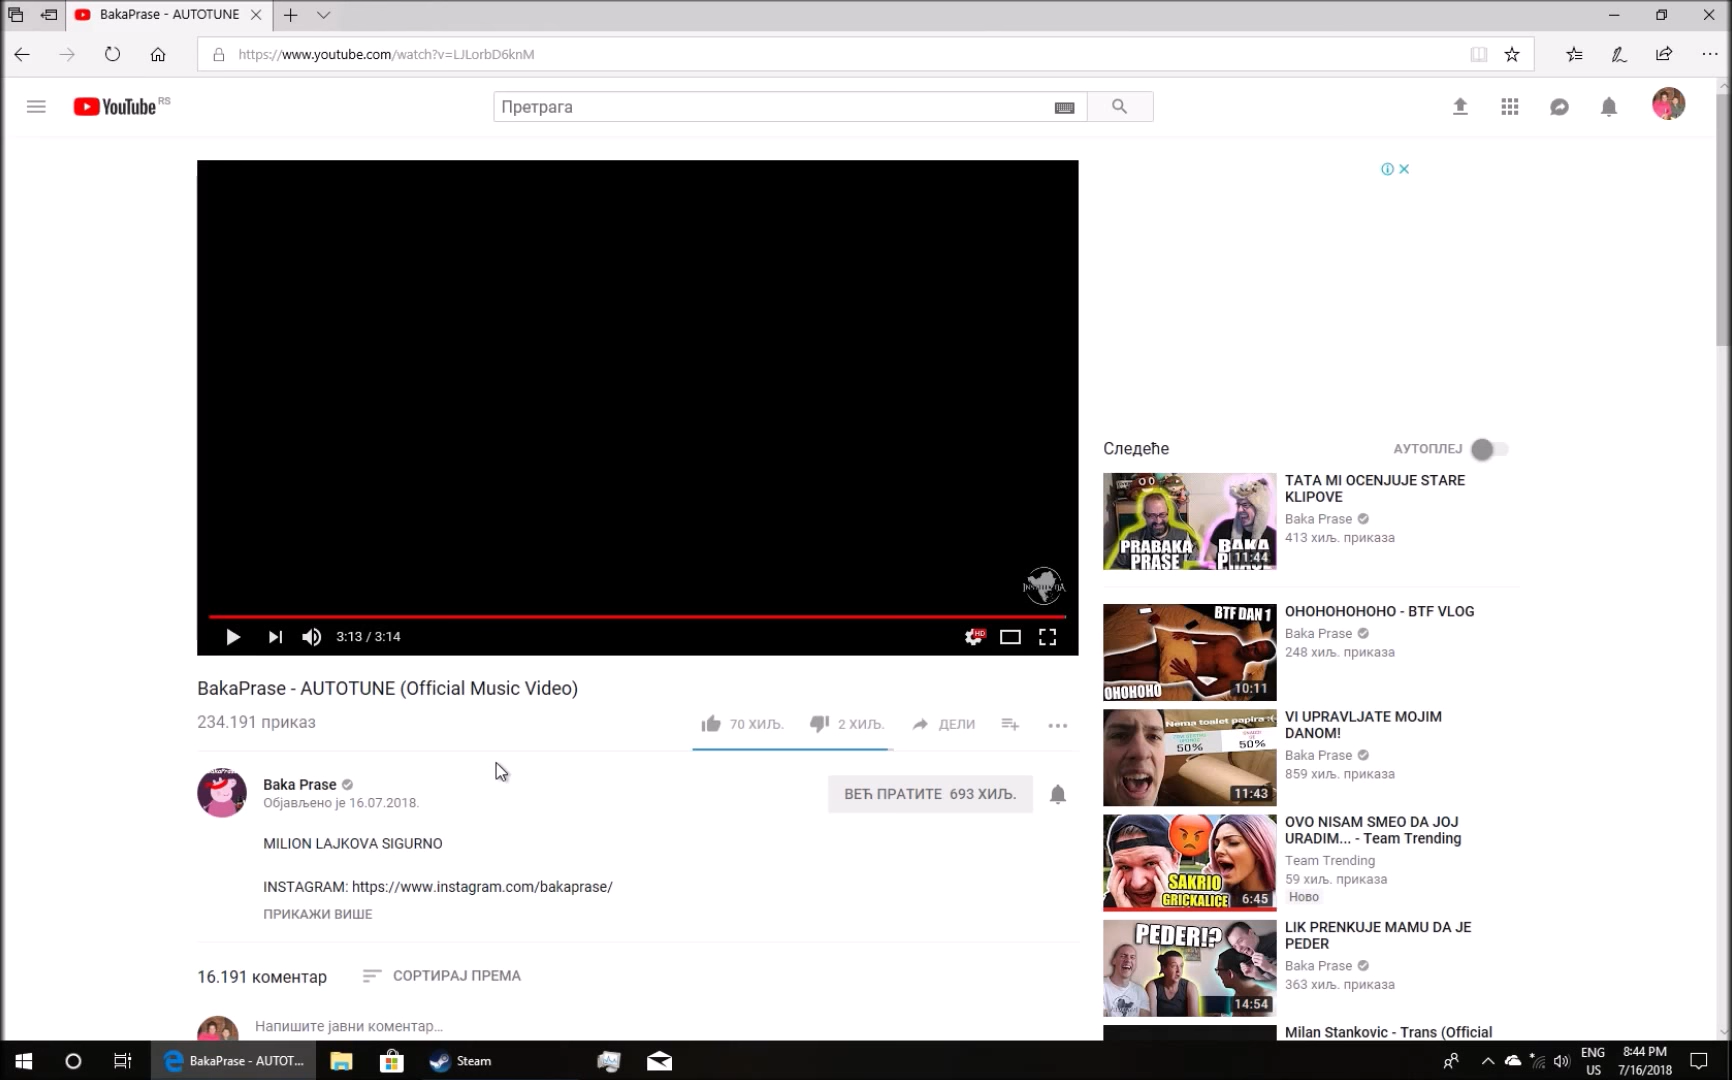 BakaPrase - AUTOTUNE
https://www.youtube.com/watch?v=LJLorbD6knM
YouTube RS
Претрага
3:13 / 3:14
HD
BakaPrase - AUTOTUNE (Official Music Video)
234.191 приказ
70 ХИЉ.
2 ХИЉ.
ДЕЛИ
Baka Prase
Објављено је 16.07.2018.
ВЕЋ ПРАТИТЕ 693 ХИЉ.
MILION LAJKOVA SIGURNO
INSTAGRAM: https://www.instagram.com/bakaprase/
ПРИКАЖИ ВИШЕ
16.191 коментар
СОРТИРАЈ ПРЕМА
Напишите јавни коментар...
Следеће
АУТОПЛЕЈ
PRABAKA
PRASE
BAKA
11:44
TATA MI OCENJUJE STARE
KLIPOVE
Baka Prase
413 хиљ. приказа
BTF DAN 1
OHOHOHO
10:11
OHOHOHOHOHO - BTF VLOG
Baka Prase
248 хиљ. приказа
Nema toalet papira :(
50%
50%
11:43
VI UPRAVLJATE MOJIM
DANOM!
Baka Prase
859 хиљ. приказа
SAKRIO
GRICKALICE
6:45
OVO NISAM SMEO DA JOJ
URADIM... - Team Trending
Team Trending
59 хиљ. приказа
Ново
PEDER!?
14:54
LIK PRENKUJE MAMU DA JE
PEDER
Baka Prase
363 хиљ. приказа
Milan Stankovic - Trans (Official
BakaPrase - AUTOT...
Steam
ENG
US
8:44 PM
7/16/2018